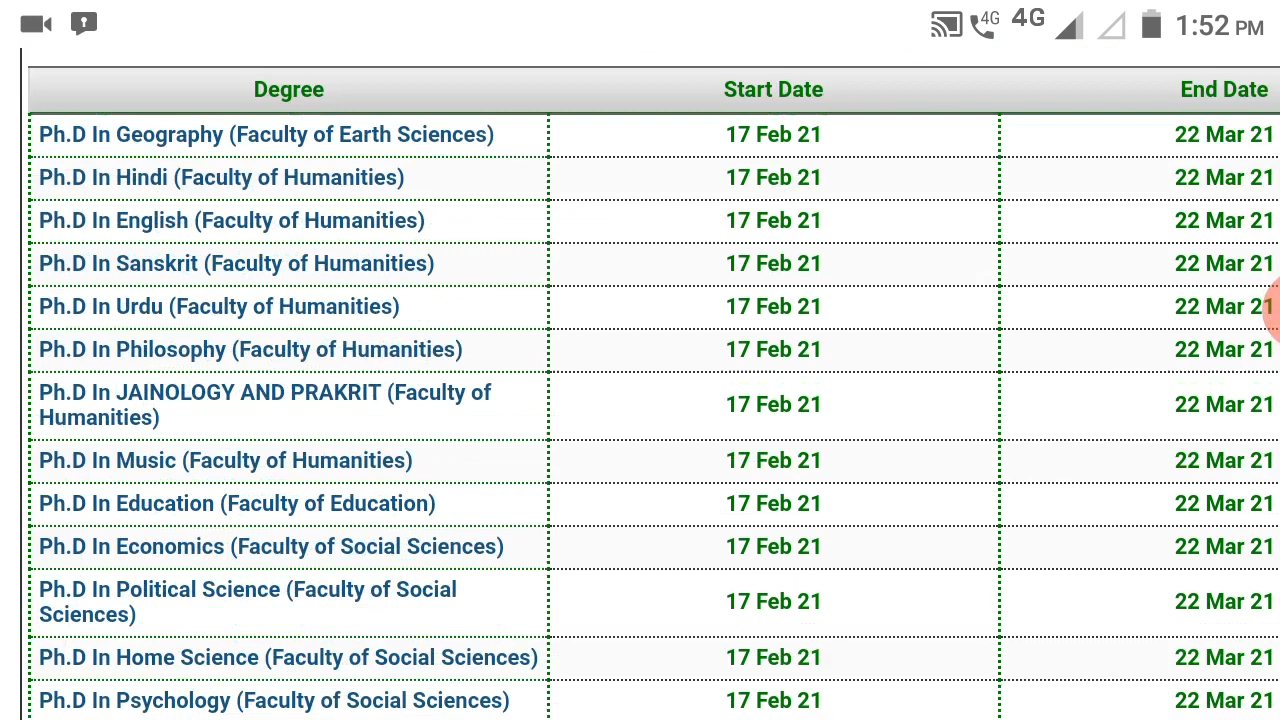 4G 4G 1:52 PM
Degree Start Date End Date
Ph.D In Geography (Faculty of Earth Sciences) 17 Feb 21 22 Mar 21
Ph.D In Hindi (Faculty of Humanities) 17 Feb 21 22 Mar 21
Ph.D In English (Faculty of Humanities) 17 Feb 21 22 Mar 21
Ph.D In Sanskrit (Faculty of Humanities) 17 Feb 21 22 Mar 21
Ph.D In Urdu (Faculty of Humanities) 17 Feb 21 22 Mar 21
Ph.D In Philosophy (Faculty of Humanities) 17 Feb 21 22 Mar 21
Ph.D In JAINOLOGY AND PRAKRIT (Faculty of
Humanities) 17 Feb 21 22 Mar 21
Ph.D In Music (Faculty of Humanities) 17 Feb 21 22 Mar 21
Ph.D In Education (Faculty of Education) 17 Feb 21 22 Mar 21
Ph.D In Economics (Faculty of Social Sciences) 17 Feb 21 22 Mar 21
Ph.D In Political Science (Faculty of Social
Sciences) 17 Feb 21 22 Mar 21
Ph.D In Home Science (Faculty of Social Sciences) 17 Feb 21 22 Mar 21
Ph.D In Psychology (Faculty of Social Sciences) 17 Feb 21 22 Mar 21